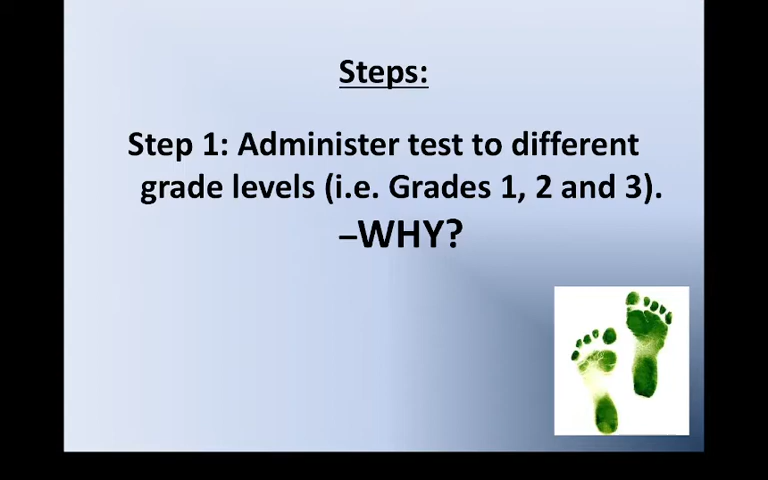 Steps:
Step 1: Administer test to different
grade levels (i.e. Grades 1, 2 and 3).
–WHY?